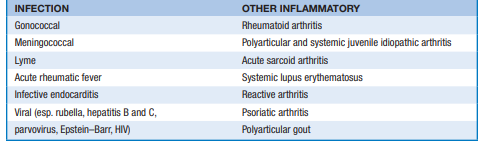 INFECTION OTHER INFLAMMATORY
Gonococcal Rheumatoid arthritis
Meningococcal Polyarticular and systemic juvenile idiopathic arthritis
Lyme Acute sarcoid arthritis
Acute rheumatic fever Systemic lupus erythematosus
Infective endocarditis Reactive arthritis
Viral (esp. rubella, hepatitis B and C, Psoriatic arthritis
parvovirus, Epstein–Barr, HIV) Polyarticular gout